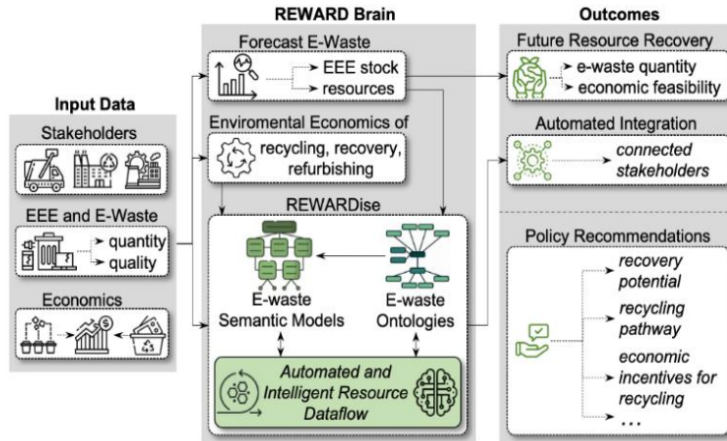 Input Data
Stakeholders
EEE and E-Waste
quantity
quality
Economics
REWARD Brain
Forecast E-Waste
EEE stock
resources
Enviromental Economics of
recycling, recovery,
refurbishing
REWARDise
E-waste
Semantic Models
E-waste
Ontologies
Automated and
Intelligent Resource
Dataflow
Outcomes
Future Resource Recovery
e-waste quantity
economic feasibility
Automated Integration
connected
stakeholders
Policy Recommendations
recovery
potential
recycling
pathway
economic
incentives for
recycling
...